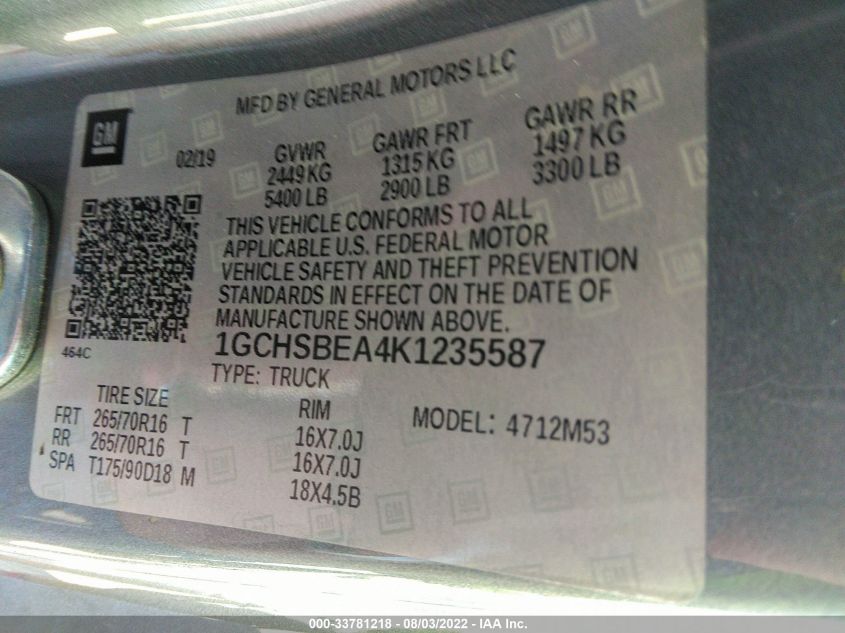 MFD BY GENERAL MOTORS LLC
GM
02/19 GVWR GAWR FRT GAWR RR
2449 KG 1315 KG 1497 KG
5400 LB 2900 LB 3300 LB
THIS VEHICLE CONFORMS TO ALL
APPLICABLE U.S. FEDERAL MOTOR
VEHICLE SAFETY AND THEFT PREVENTION
STANDARDS IN EFFECT ON THE DATE OF
MANUFACTURE SHOWN ABOVE.
464C
1GCHSBEA4K1235587
TYPE: TRUCK
TIRE SIZE RIM MODEL: 4712M53
FRT 265/70R16 T 16X7.0J
RR 265/70R16 T 16X7.0J
SPA T175/90D18 M 18X4.5B
000-33781218 - 08/03/2022 - IAA Inc.